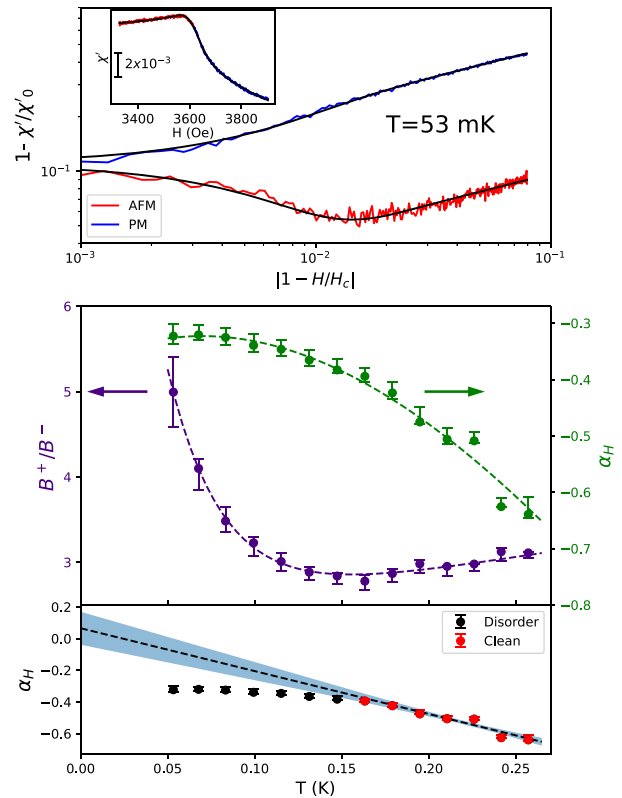 1- χ′/χ′₀
10⁻¹
χ′
2x10⁻³
3400 3600 3800
H (Oe)
T=53 mK
AFM
PM
10⁻³ 10⁻² 10⁻¹
|1 − H/H_c|
6
5
4
3
B⁺/B⁻
−0.3
−0.4
−0.5
−0.6
−0.7
−0.8
α_H
0.2
0.0
−0.2
−0.4
−0.6
α_H
Disorder
Clean
0.00 0.05 0.10 0.15 0.20 0.25
T (K)